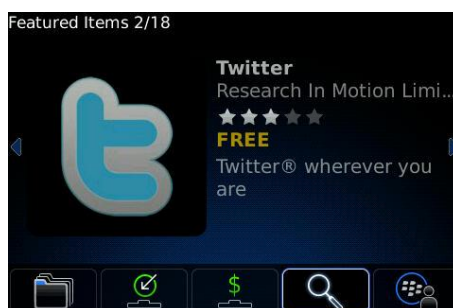 Featured Items 2/18
Twitter
Research In Motion Limi...
FREE
Twitter® wherever you
are